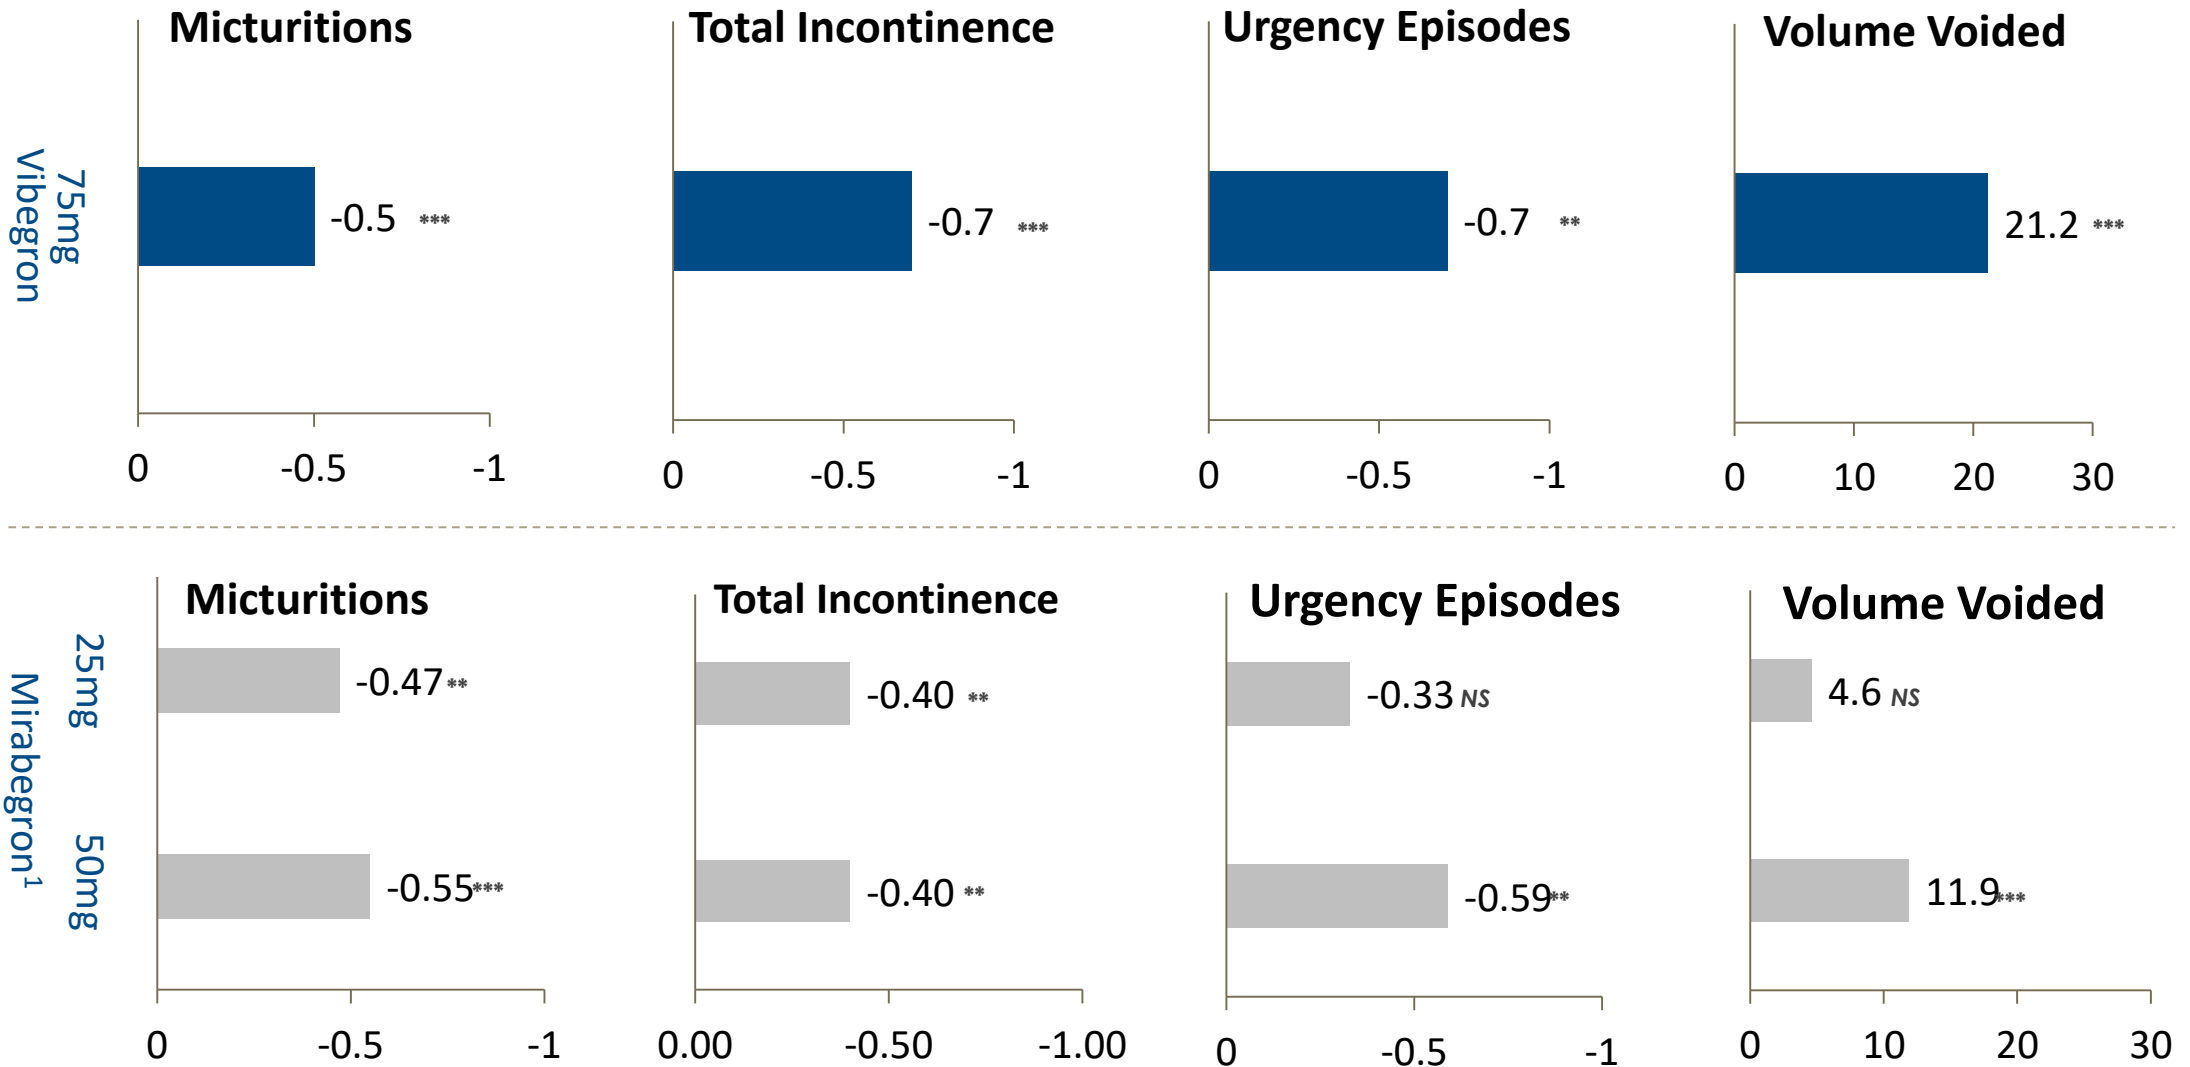 Micturitions
Total Incontinence
Urgency Episodes
Volume Voided
75mg
Vibegron
-0.5 ***
-0.7 ***
-0.7 **
21.2 ***
0 -0.5 -1
0 -0.5 -1
0 -0.5 -1
0 10 20 30
Micturitions
Total Incontinence
Urgency Episodes
Volume Voided
Mirabegron¹
25mg
-0.47 **
-0.40 **
-0.33 NS
4.6 NS
50mg
-0.55***
-0.40 **
-0.59**
11.9***
0 -0.5 -1
0.00 -0.50 -1.00
0 -0.5 -1
0 10 20 30